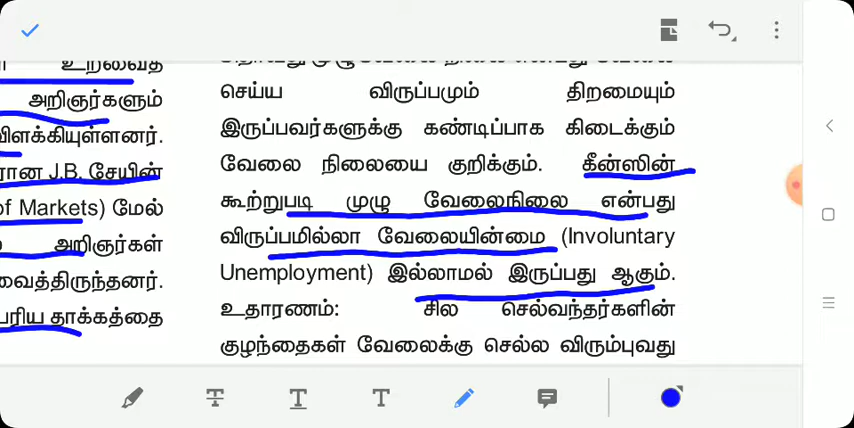 உறவைத்
அறிஞர்களும்
விளக்கியுள்ளனர்.
J.B. சேயின்
of Markets) மேல்
அறிஞர்கள்
வைத்திருந்தனர்.
தாக்கத்தை
செய்ய விருப்பமும் திறமையும்
இருப்பவர்களுக்கு கண்டிப்பாக கிடைக்கும்
வேலை நிலையை குறிக்கும். கீன்ஸின்
கூற்றுபடி முழு வேலைநிலை என்பது
விருப்பமில்லா வேலையின்மை (Involuntary
Unemployment) இல்லாமல் இருப்பது ஆகும்.
உதாரணம்: சில செல்வந்தர்களின்
குழந்தைகள் வேலைக்கு செல்ல விரும்புவது